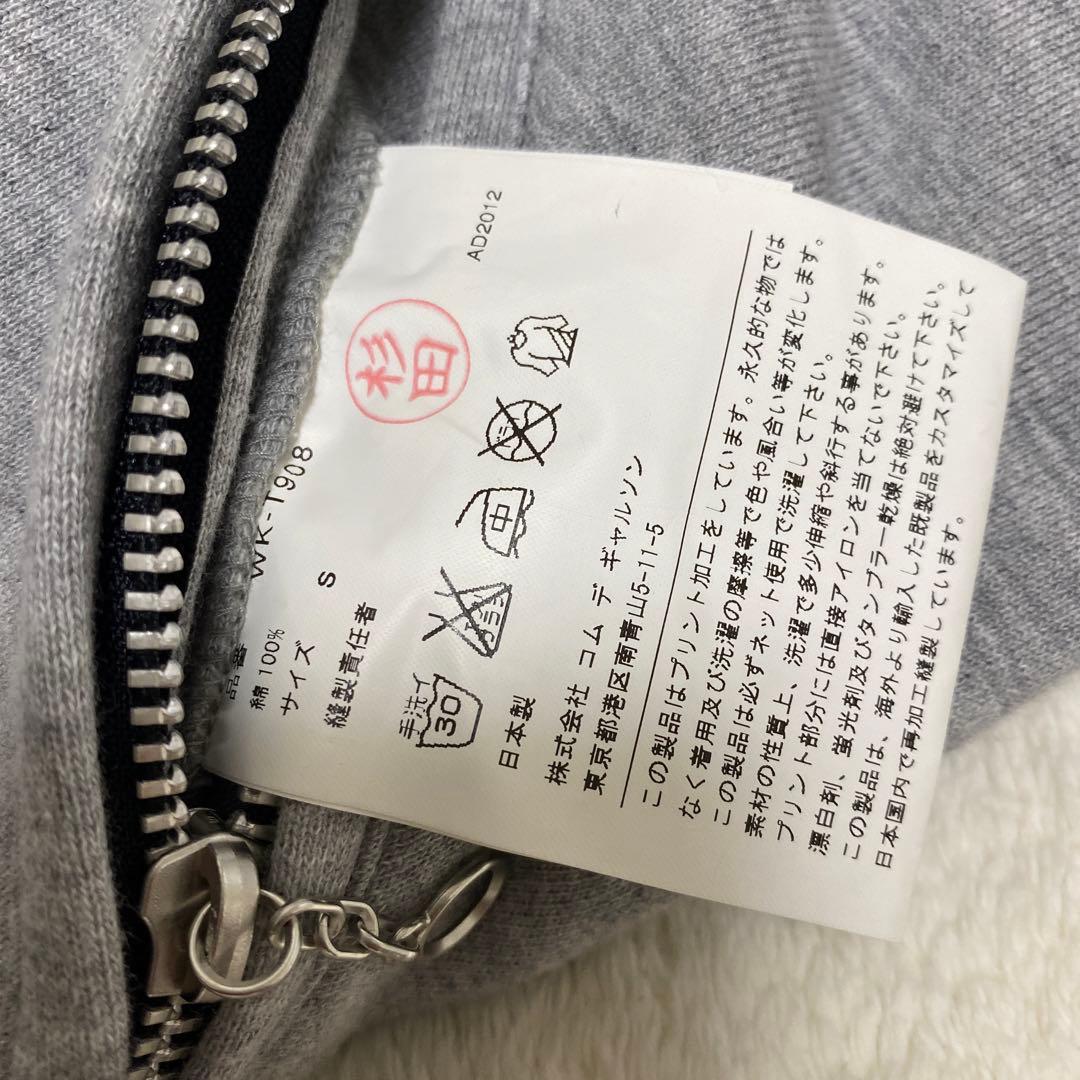 品番 WK-T908
綿 100%
サイズ S
縫製責任者 杉田
手洗イ 30
中
AD2012
日本製
株式会社 コム デ ギャルソン
東京都港区南青山5-11-5
この製品はプリント加工をしています。永久的な物では
なく着用及び洗濯の摩擦等で色や風合い等が変化します。
この製品は必ずネット使用で洗濯して下さい。
素材の性質上、洗濯で多少伸縮や斜行する事があります。
プリント部分には直接アイロンを当てないで下さい。
漂白剤、蛍光剤及びタンブラー乾燥は絶対避けて下さい。
この製品は、海外より輸入した既製品をカスタマイズして
日本国内で再加工縫製しています。